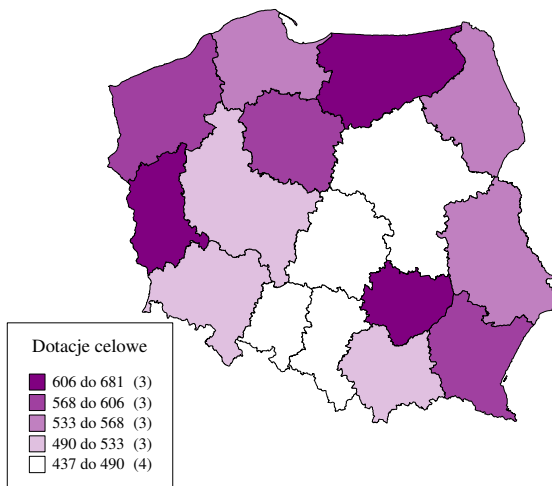 Dotacje celowe
606 do 681 (3)
568 do 606 (3)
533 do 568 (3)
490 do 533 (3)
437 do 490 (4)